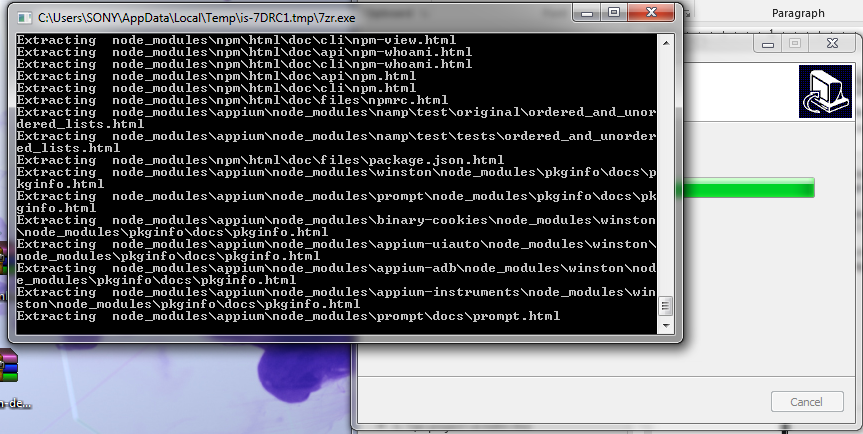 C:\Users\SONY\AppData\Local\Temp\is-7DRC1.tmp\7zr.exe
Paragraph
Extracting  node_modules\npm\html\doc\cli\npm-view.html
Extracting  node_modules\npm\html\doc\api\npm-whoami.html
Extracting  node_modules\npm\html\doc\cli\npm-whoami.html
Extracting  node_modules\npm\html\doc\api\npm.html
Extracting  node_modules\npm\html\doc\cli\npm.html
Extracting  node_modules\npm\html\doc\files\npmrc.html
Extracting  node_modules\appium\node_modules\namp\test\original\ordered_and_unor
dered_lists.html
Extracting  node_modules\appium\node_modules\namp\test\tests\ordered_and_unorder
ed_lists.html
Extracting  node_modules\npm\html\doc\files\package.json.html
Extracting  node_modules\appium\node_modules\winston\node_modules\pkginfo\docs\p
kginfo.html
Extracting  node_modules\appium\node_modules\prompt\node_modules\pkginfo\docs\pk
ginfo.html
Extracting  node_modules\appium\node_modules\binary-cookies\node_modules\winston
\node_modules\pkginfo\docs\pkginfo.html
Extracting  node_modules\appium\node_modules\appium-uiauto\node_modules\winston\
node_modules\pkginfo\docs\pkginfo.html
Extracting  node_modules\appium\node_modules\appium-adb\node_modules\winston\nod
e_modules\pkginfo\docs\pkginfo.html
Extracting  node_modules\appium\node_modules\appium-instruments\node_modules\win
ston\node_modules\pkginfo\docs\pkginfo.html
Extracting  node_modules\appium\node_modules\prompt\docs\prompt.html
n-de...
Cancel